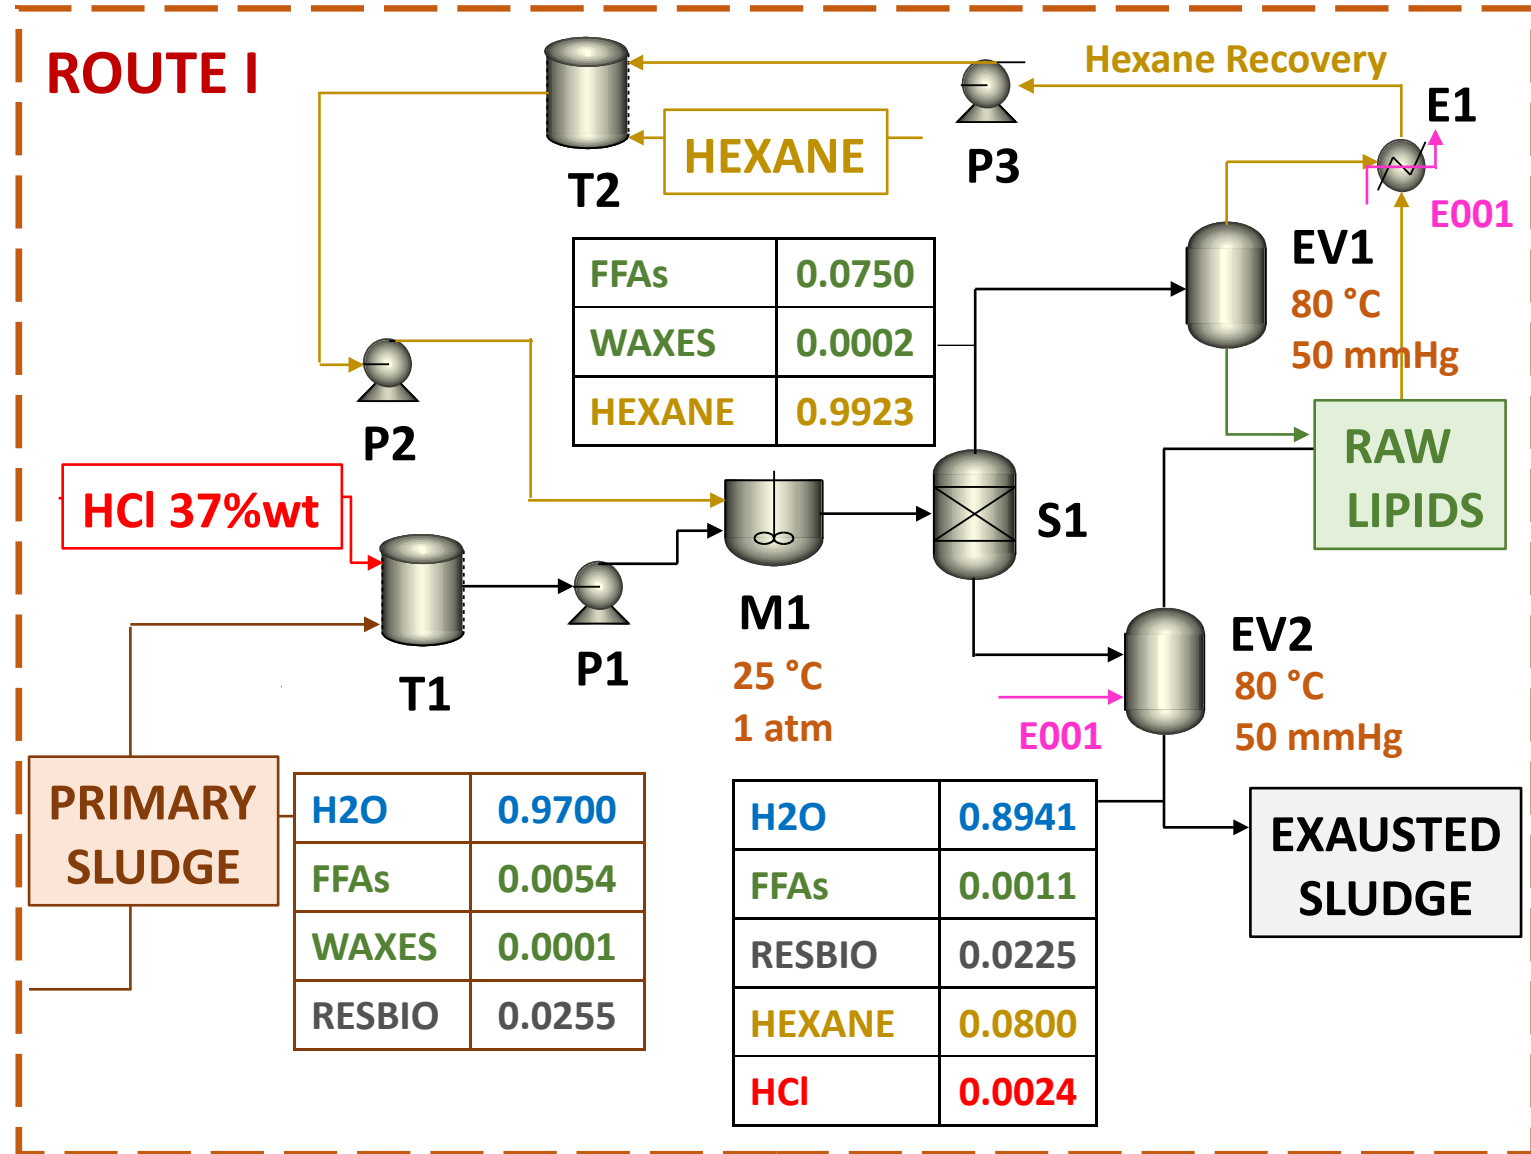 ROUTE I
Hexane Recovery
E1
HEXANE
T2
P3
E001
EV1
80 °C
50 mmHg
FFAs 0.0750
WAXES 0.0002
HEXANE 0.9923
P2
RAW
LIPIDS
HCl 37%wt
S1
M1
25 °C
1 atm
T1
P1
EV2
80 °C
50 mmHg
E001
PRIMARY
SLUDGE
H2O 0.9700
FFAs 0.0054
WAXES 0.0001
RESBIO 0.0255
H2O 0.8941
FFAs 0.0011
RESBIO 0.0225
HEXANE 0.0800
HCl 0.0024
EXAUSTED
SLUDGE